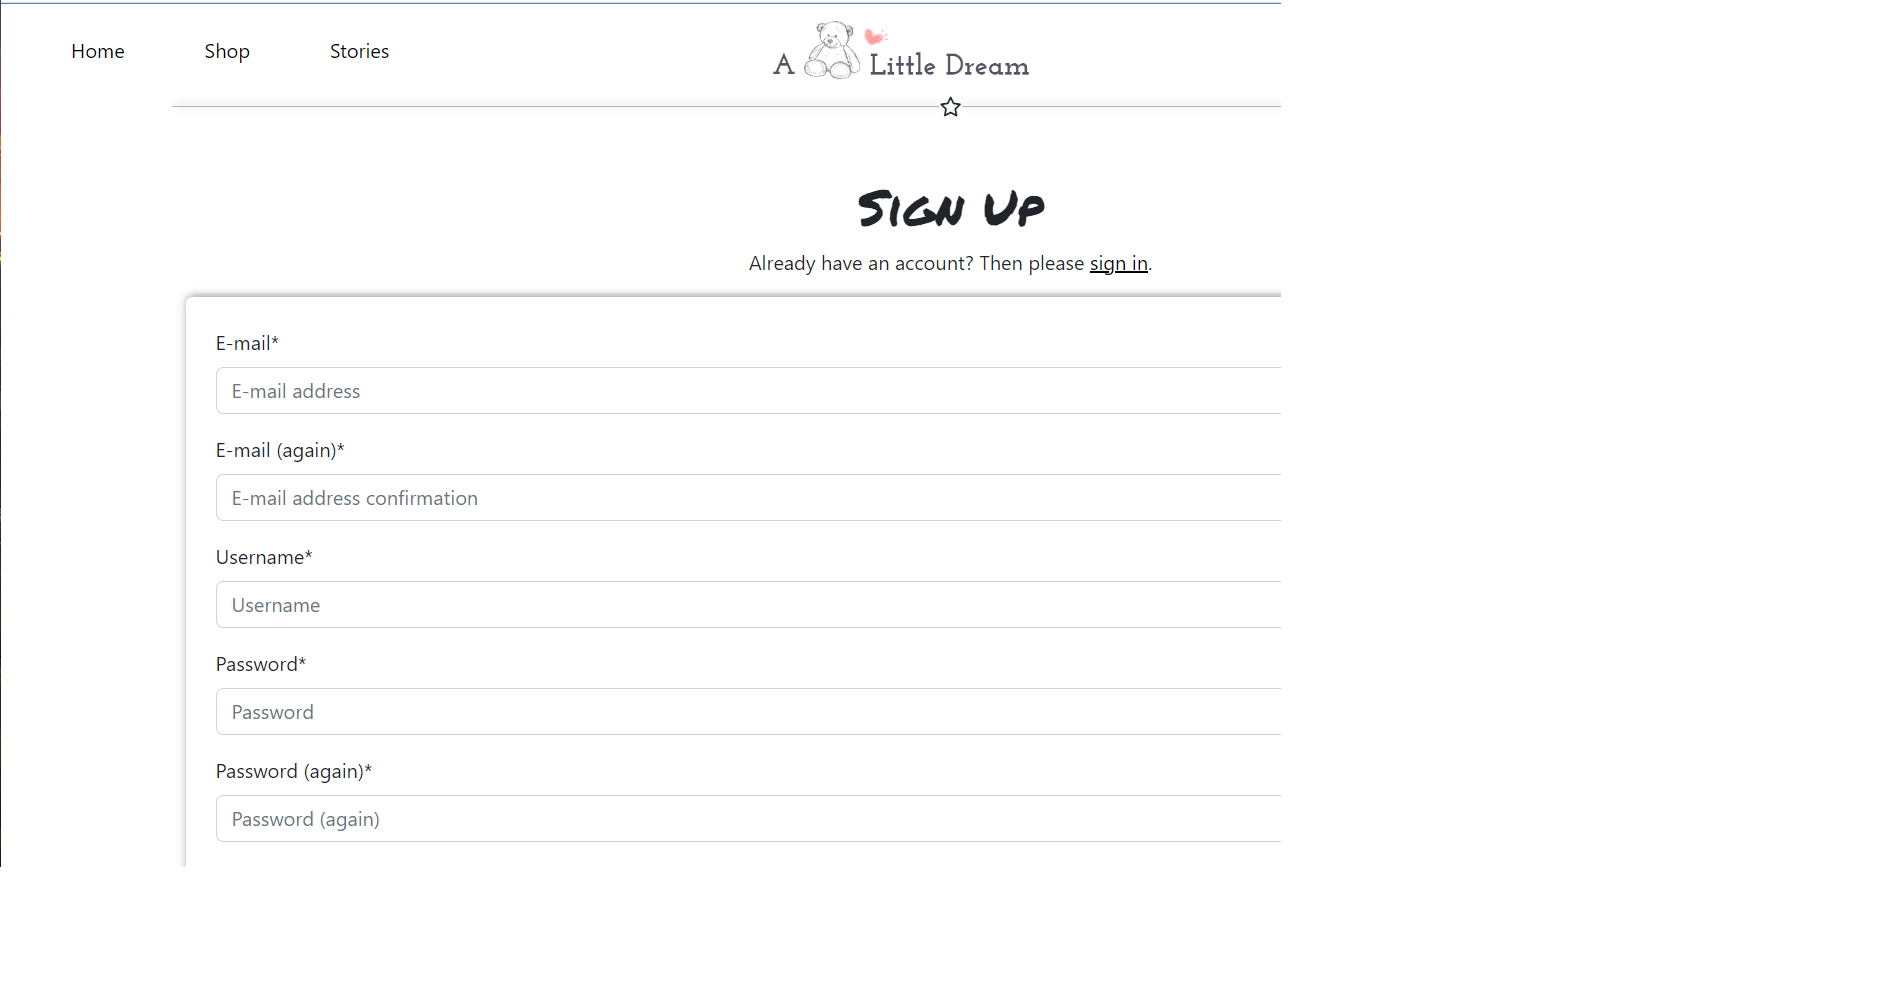 Home Shop Stories
A Little Dream
Sign Up
Already have an account? Then please sign in.
E-mail*
E-mail address
E-mail (again)*
E-mail address confirmation
Username*
Username
Password*
Password
Password (again)*
Password (again)